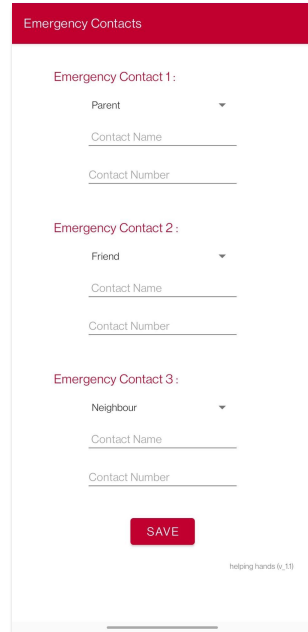 Emergency Contacts
Emergency Contact 1 :
Parent
Contact Name
Contact Number
Emergency Contact 2 :
Friend
Contact Name
Contact Number
Emergency Contact 3 :
Neighbour
Contact Name
Contact Number
SAVE
helping hands (v_1.1)